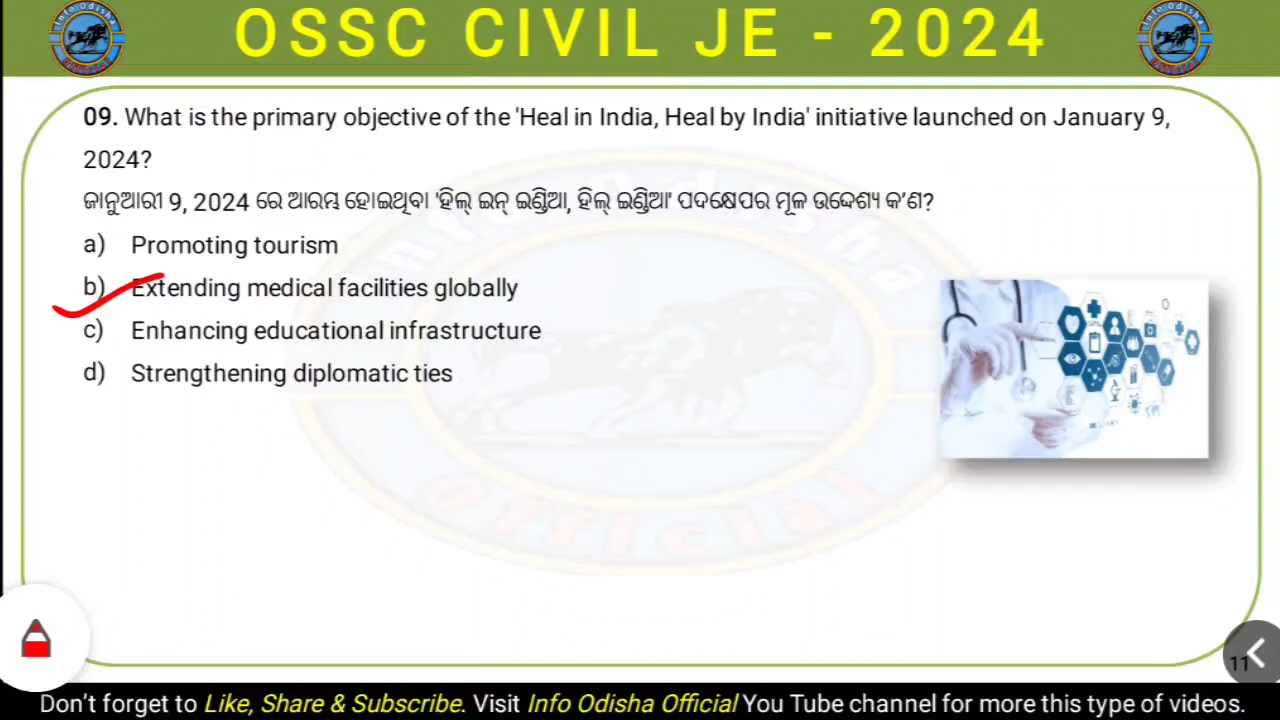 OSSC CIVIL JE - 2024
09. What is the primary objective of the 'Heal in India, Heal by India' initiative launched on January 9,
2024?
ଜାନୁଆରୀ 9, 2024 ରେ ଆରମ୍ଭ ହୋଇଥିବା 'ହିଲ୍ ଇନ୍ ଇଣ୍ଡିଆ, ହିଲ୍ ଇଣ୍ଡିଆ' ପଦକ୍ଷେପର ମୂଳ ଉଦ୍ଦେଶ୍ୟ କ'ଣ?
a) Promoting tourism
b) Extending medical facilities globally
c) Enhancing educational infrastructure
d) Strengthening diplomatic ties
Info Odisha
Official
11
Don't forget to Like, Share & Subscribe. Visit Info Odisha Official You Tube channel for more this type of videos.